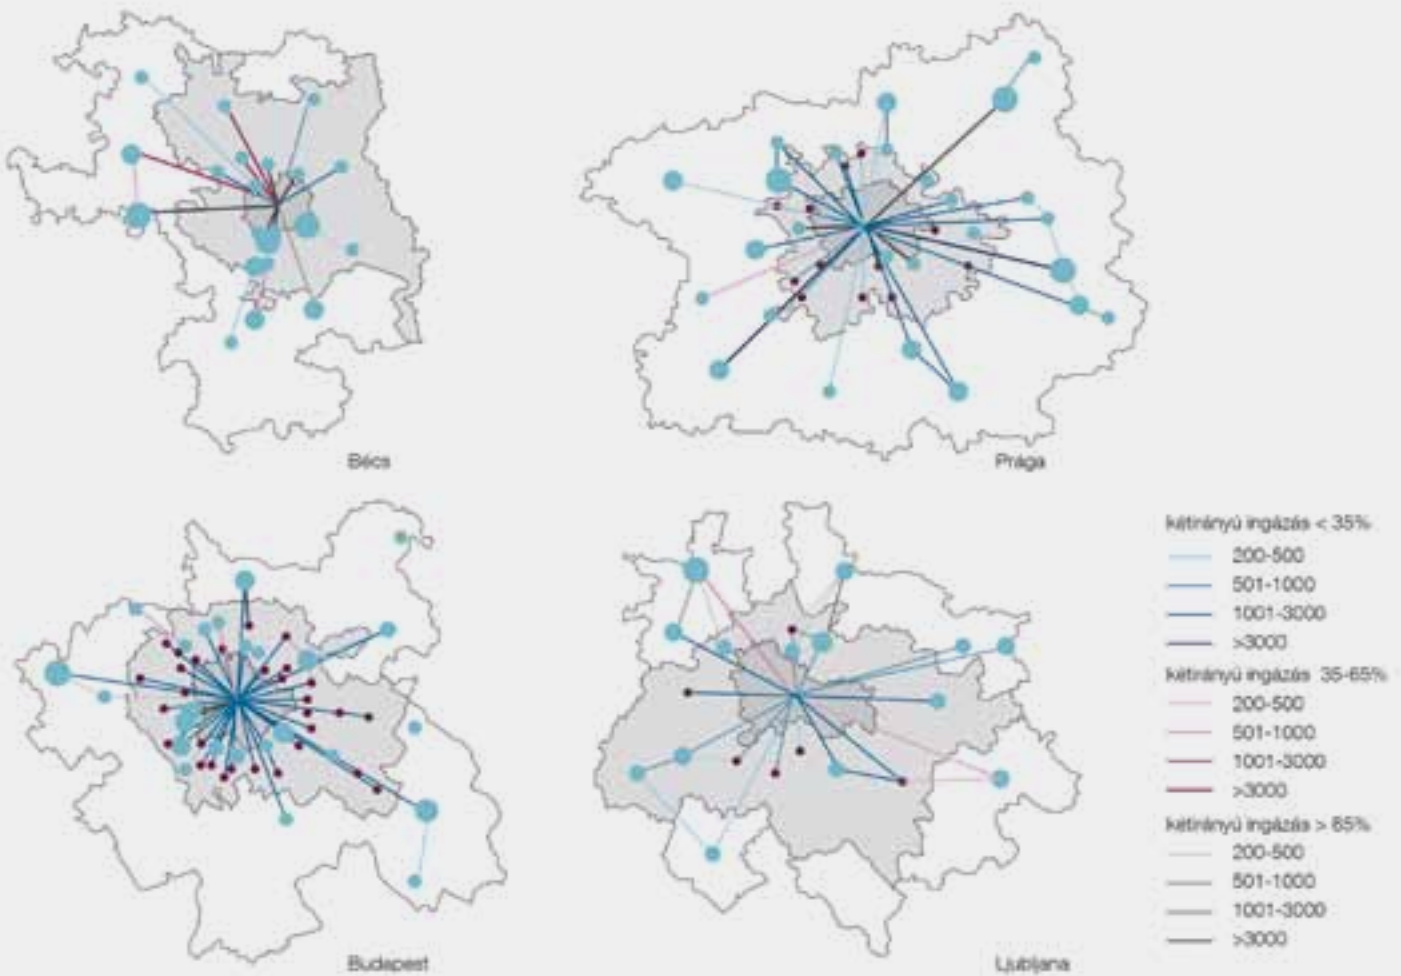 Bécs
Prága
Budapest
Ljubljana
kétirányú ingázás < 35%
200-500
501-1000
1001-3000
>3000
kétirányú ingázás 35-65%
200-500
501-1000
1001-3000
>3000
kétirányú ingázás > 65%
200-500
501-1000
1001-3000
>3000